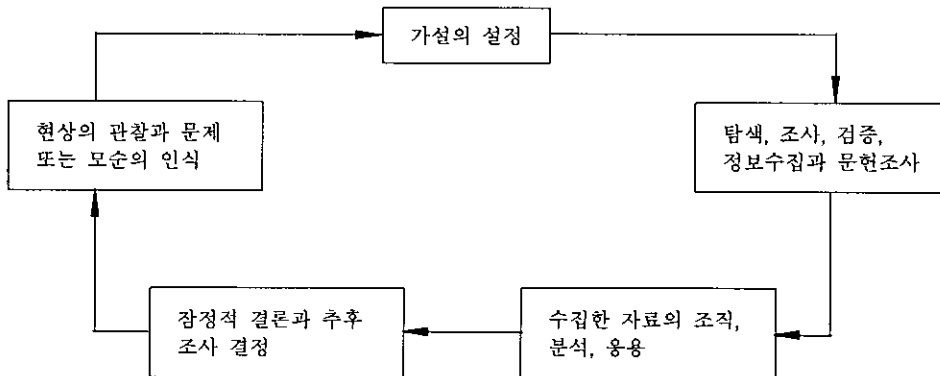 가설의 설정
현상의 관찰과 문제
또는 모순의 인식
탐색, 조사, 검증,
정보수집과 문헌조사
잠정적 결론과 추후
조사 결정
수집한 자료의 조직,
분석, 응용